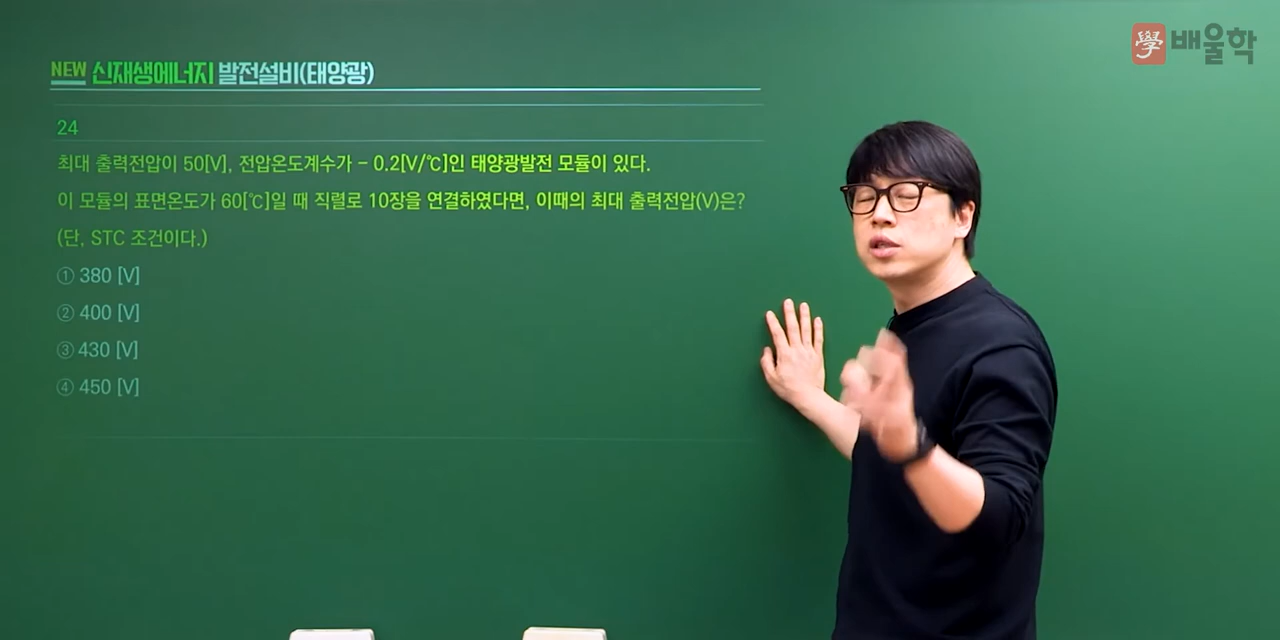 學 배울학
NEW 신재생에너지 발전설비(태양광)
24
최대 출력전압이 50[V], 전압온도계수가 - 0.2[V/℃]인 태양광발전 모듈이 있다.
이 모듈의 표면온도가 60[℃]일 때 직렬로 10장을 연결하였다면, 이때의 최대 출력전압(V)은?
(단, STC 조건이다.)
① 380 [V]
② 400 [V]
③ 430 [V]
④ 450 [V]